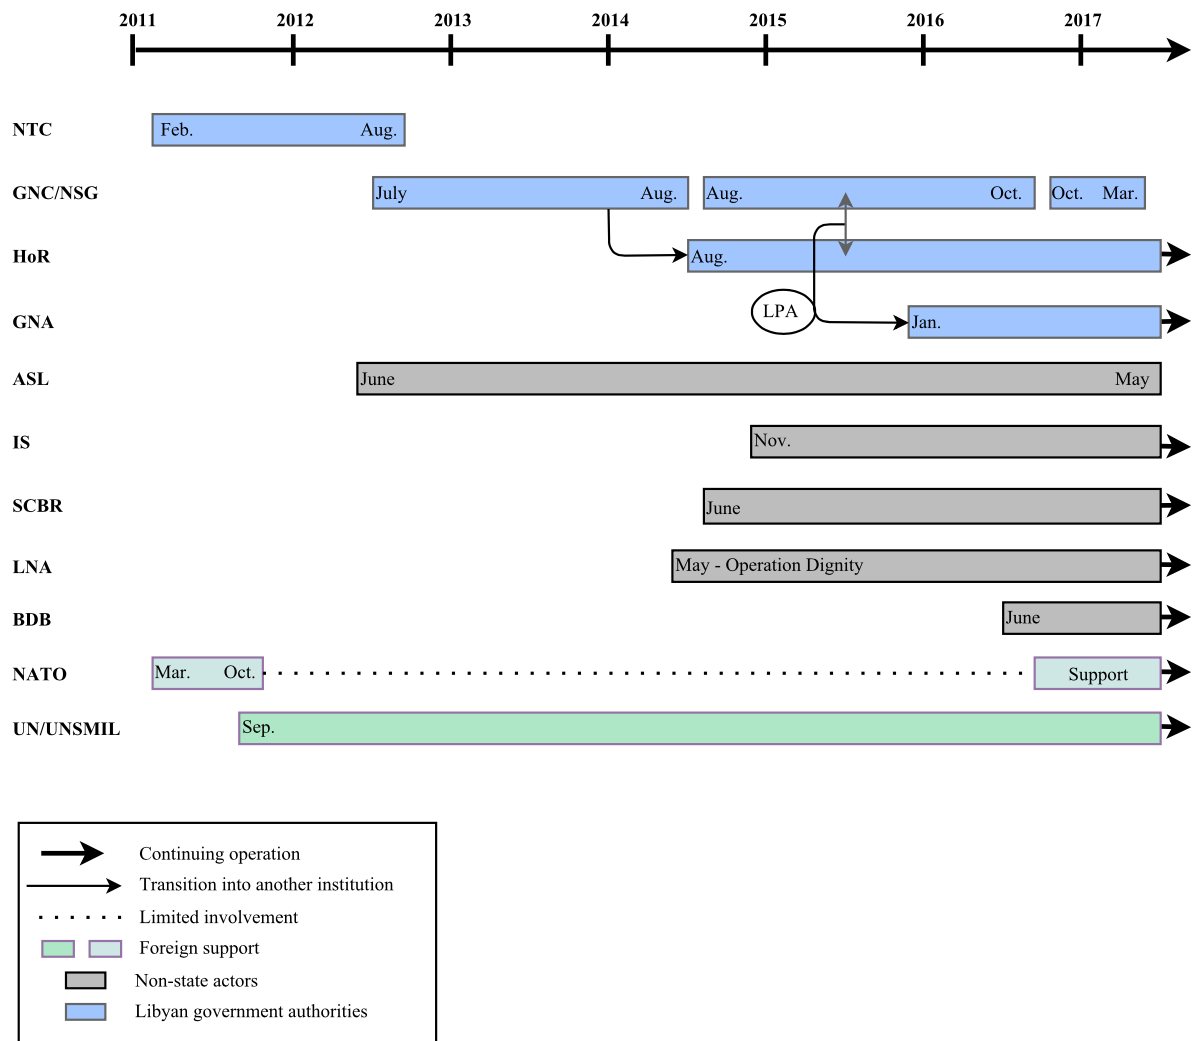 2011 2012 2013 2014 2015 2016 2017
NTC Feb. Aug.
GNC/NSG July Aug. Aug. Oct. Oct. Mar.
HoR Aug.
GNA LPA Jan.
ASL June May
IS Nov.
SCBR June
LNA May - Operation Dignity
BDB June
NATO Mar. Oct. Support
UN/UNSMIL Sep.
Continuing operation
Transition into another institution
Limited involvement
Foreign support
Non-state actors
Libyan government authorities